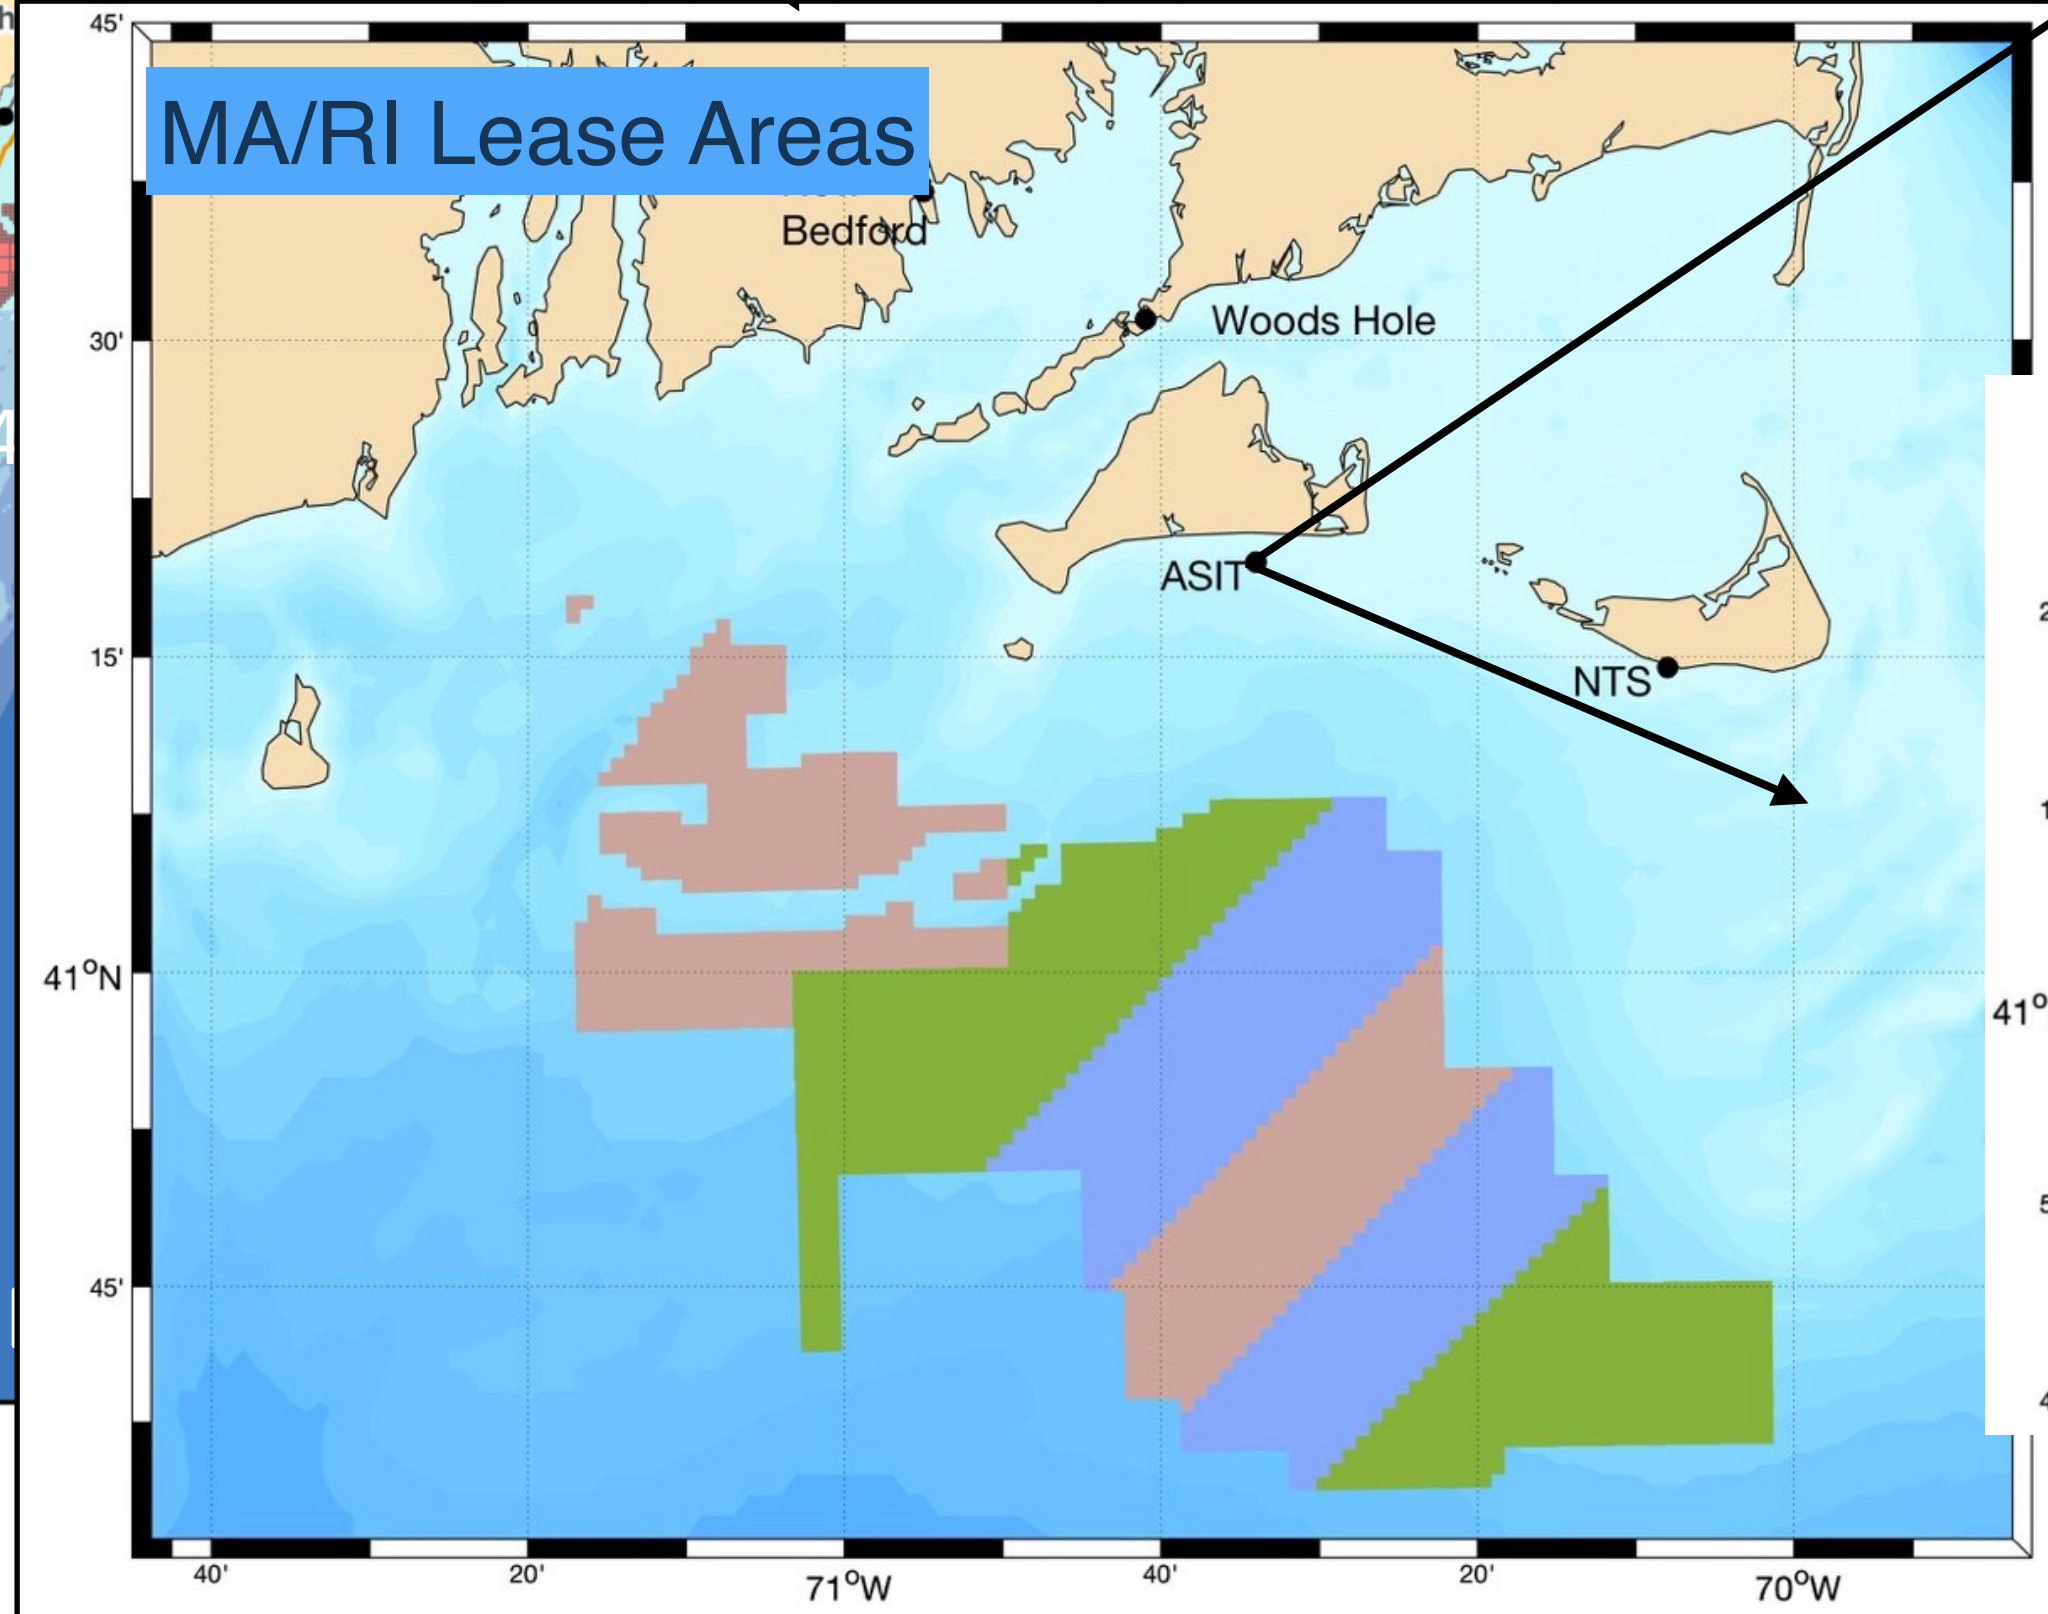 45'
MA/RI Lease Areas
Bedford
Woods Hole
30'
ASIT
15'
NTS
41°N
41°
45'
40'
20'
71°W
40'
20'
70°W